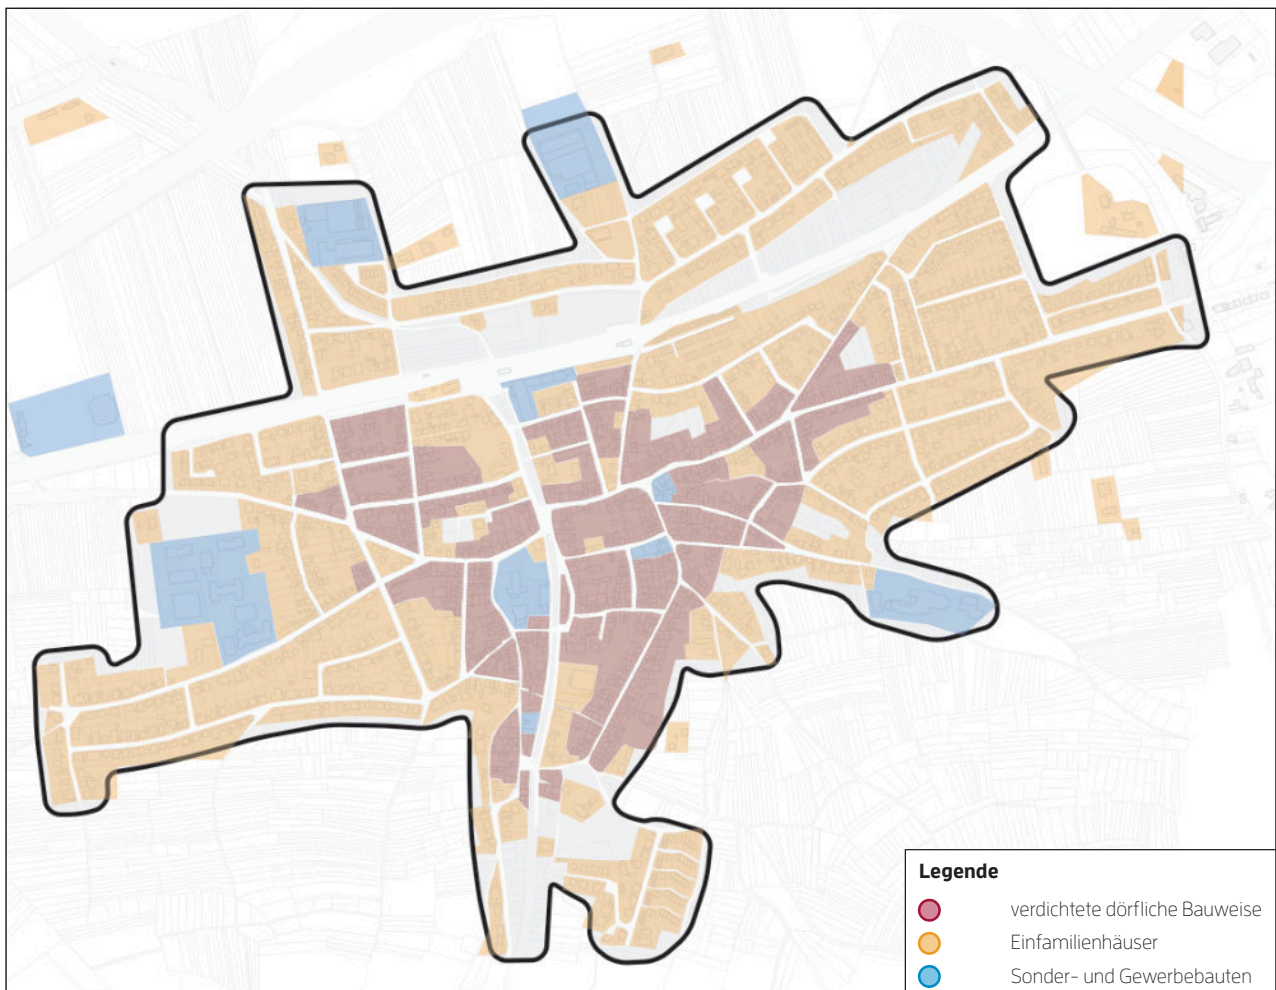 Legende
verdichtete dörfliche Bauweise
Einfamilienhäuser
Sonder- und Gewerbebauten